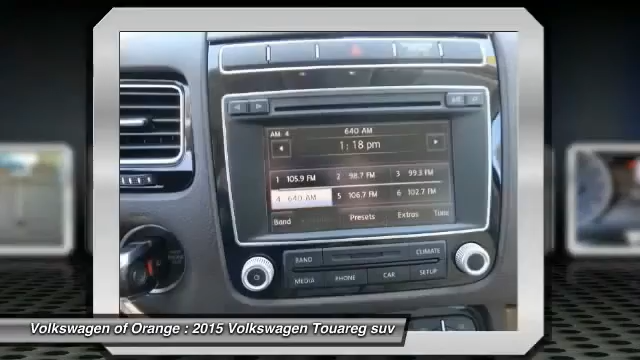 AM: 4 640 AM
1: 18 pm
1 105.9 FM 2 98.7 FM 3 99.3 FM
4 640 AM 5 106.7 FM 6 102.7 FM
Band Presets Extras Tune
BAND CLIMATE
MEDIA PHONE CAR SETUP
Volkswagen of Orange : 2015 Volkswagen Touareg suv